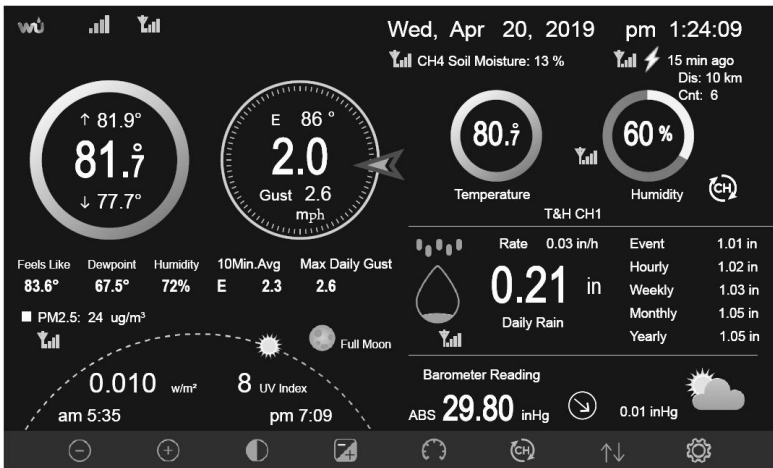 wu
Wed, Apr 20, 2019 pm 1:24:09
CH4 Soil Moisture: 13 %
15 min ago
Dis: 10 km
Cnt: 6
↑ 81.9°
81.7°
↓ 77.7°
E 86 °
2.0
Gust 2.6
mph
80.7°
Temperature
60 %
Humidity
CH
T&H CH1
Feels Like Dewpoint Humidity 10Min.Avg Max Daily Gust
83.6° 67.5° 72% E 2.3 2.6
PM2.5: 24 ug/m³
Full Moon
0.010 w/m² 8 UV Index
am 5:35 pm 7:09
Rate 0.03 in/h
0.21 in
Daily Rain
Event 1.01 in
Hourly 1.02 in
Weekly 1.03 in
Monthly 1.05 in
Yearly 1.05 in
Barometer Reading
ABS 29.80 inHg 0.01 inHg
CH